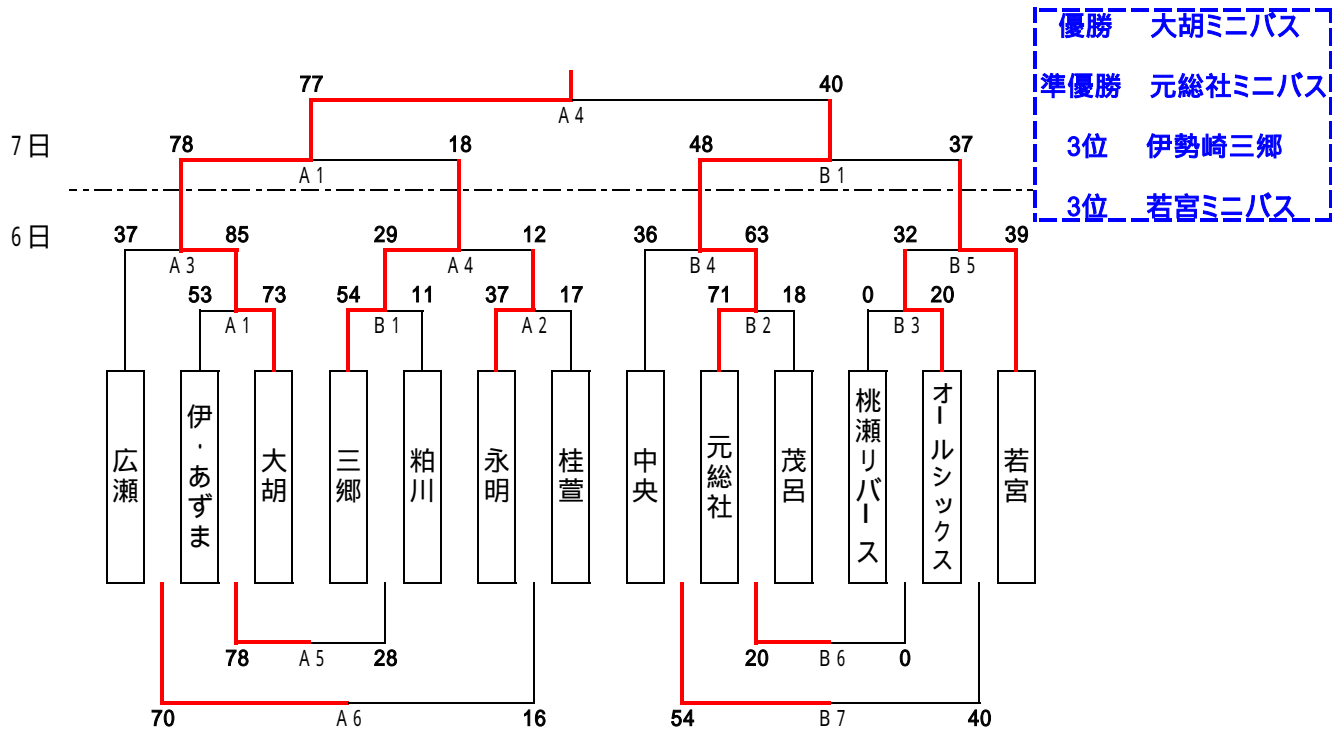 優勝 大胡ミニバス
準優勝 元総社ミニバス
3位 伊勢崎三郷
3位 若宮ミニバス
77 40
A4
7日 78 18 48 37
A1 B1
6日 37 85 29 12 36 63 32 39
A3 A4 B4 B5
53 73 54 11 37 17 71 18 0 20
A1 B1 A2 B2 B3
広瀬
伊・あずま
大胡
三郷
粕川
永明
桂萱
中央
元総社
茂呂
桃瀬リバース
オールシックス
若宮
78 A5 28 20 B6 0
70 A6 16 54 B7 40